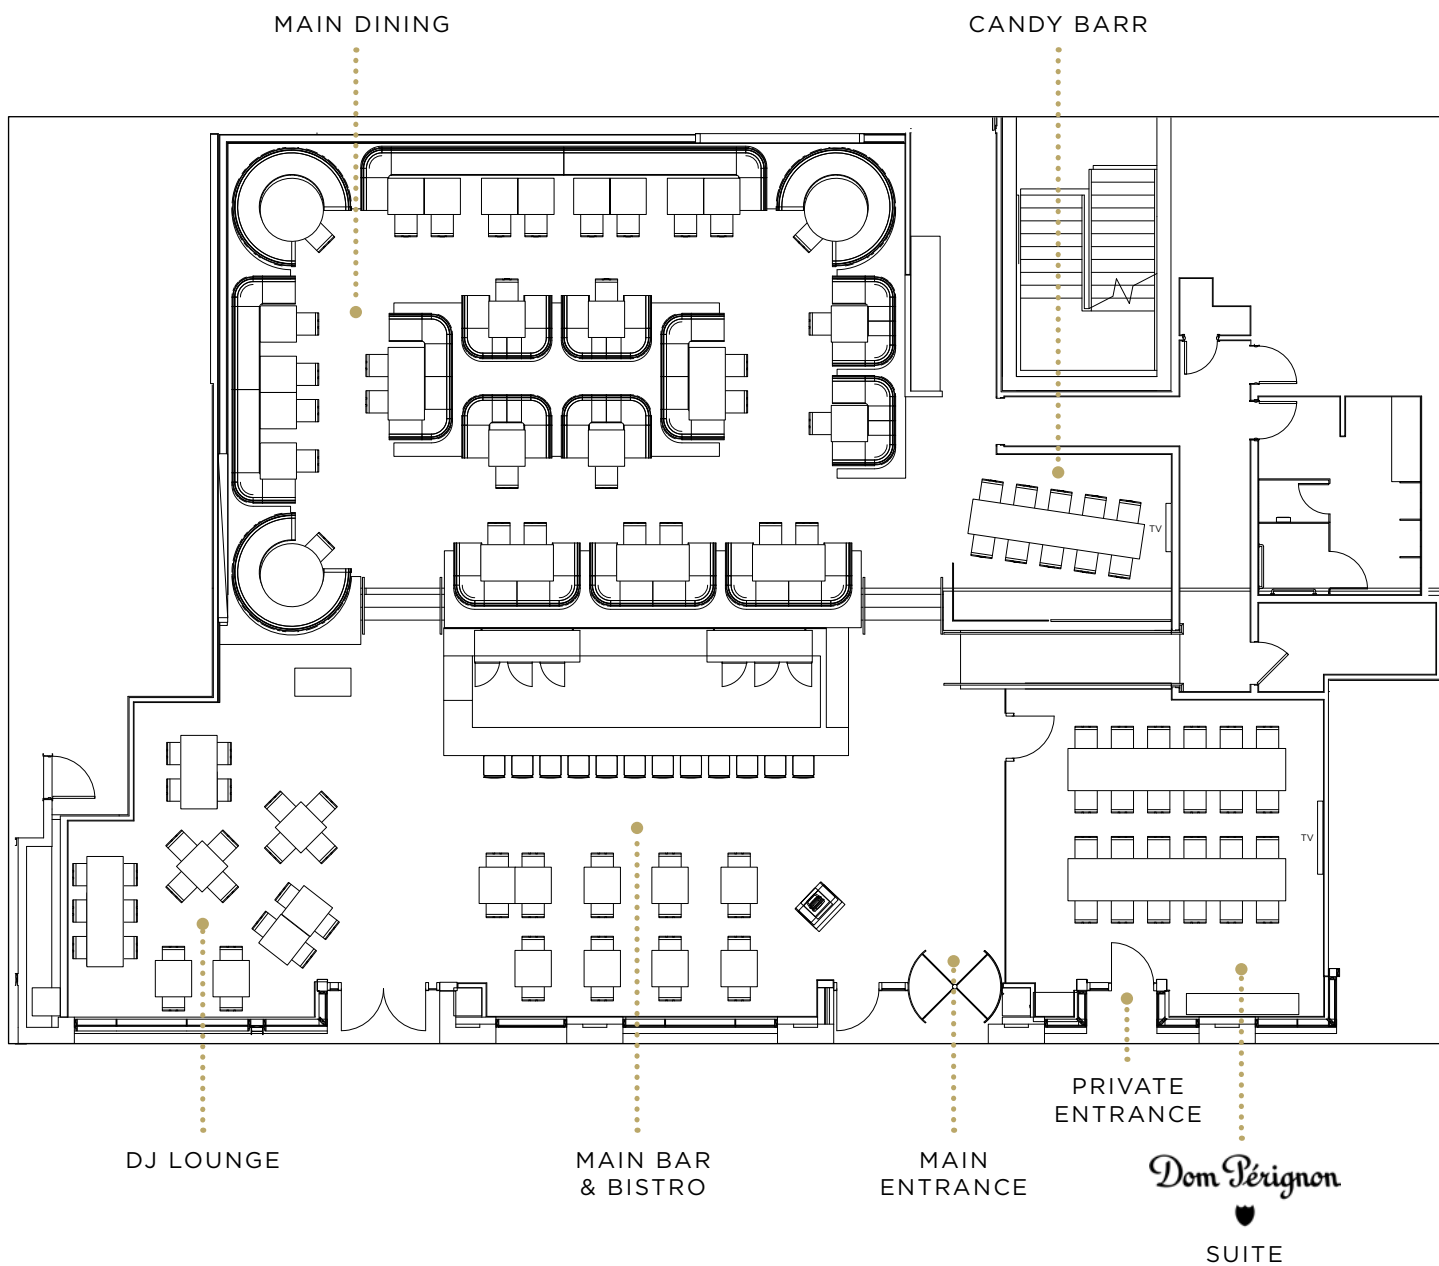 MAIN DINING
CANDY BARR
TV
TV
PRIVATE
ENTRANCE
DJ LOUNGE
MAIN BAR
& BISTRO
MAIN
ENTRANCE
Dom Pérignon
SUITE